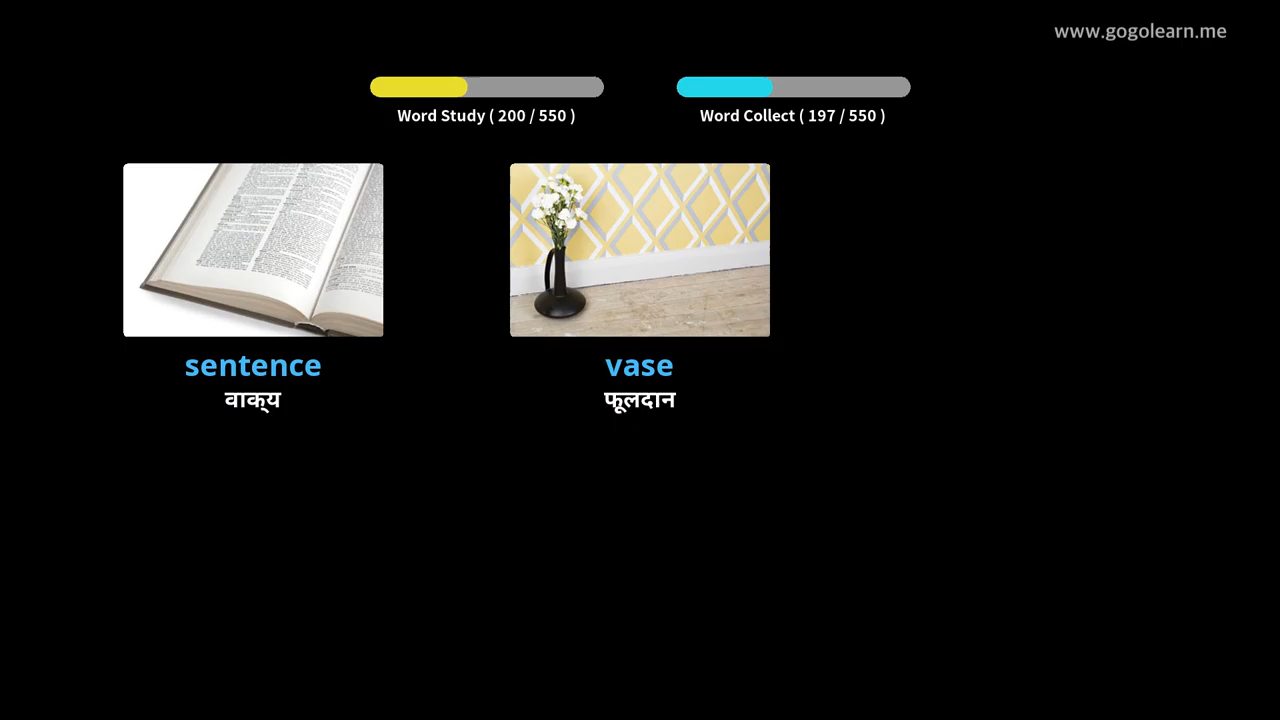 www.gogolearn.me
Word Study ( 200 / 550 )
Word Collect ( 197 / 550 )
sentence
वाक्य
vase
फूलदान